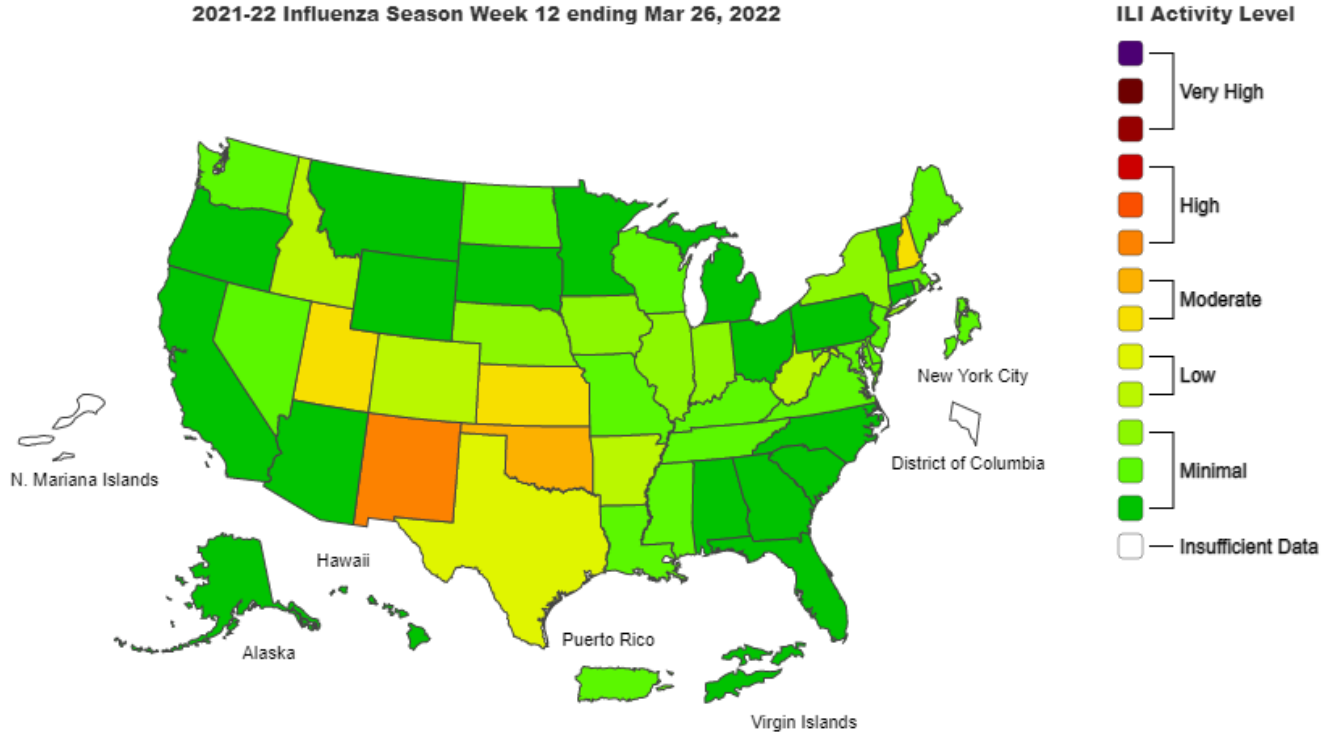 2021-22 Influenza Season Week 12 ending Mar 26, 2022
ILI Activity Level
Very High
High
Moderate
Low
Minimal
Insufficient Data
New York City
District of Columbia
N. Mariana Islands
Hawaii
Alaska
Puerto Rico
Virgin Islands